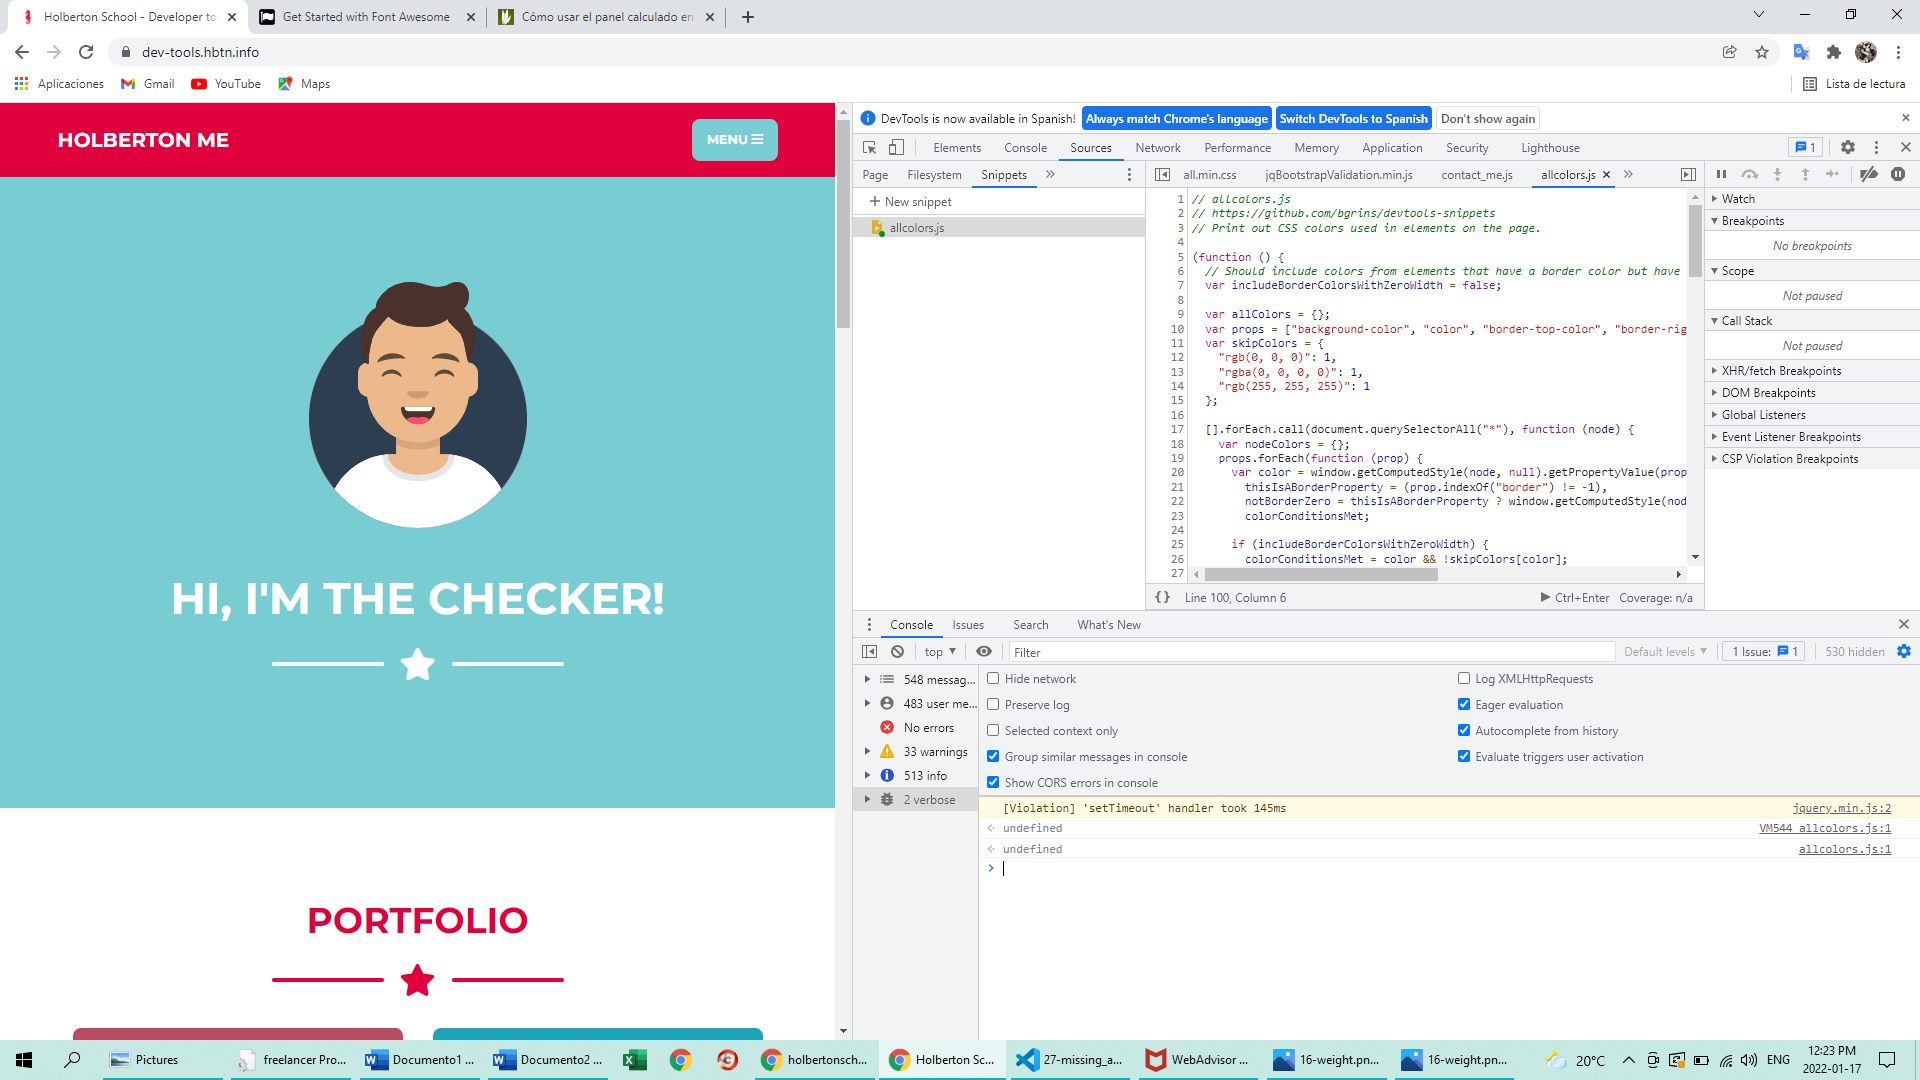 Holberton School - Developer to
Get Started with Font Awesome
Cómo usar el panel calculado en
dev-tools.hbtn.info
Aplicaciones
Gmail
YouTube
Maps
Lista de lectura
HOLBERTON ME
MENU
HI, I'M THE CHECKER!
PORTFOLIO
DevTools is now available in Spanish!
Always match Chrome's language
Switch DevTools to Spanish
Don't show again
Elements
Console
Sources
Network
Performance
Memory
Application
Security
Lighthouse
1
Page
Filesystem
Snippets
New snippet
allcolors.js
all.min.css
jqBootstrapValidation.min.js
contact_me.js
allcolors.js
1 // allcolors.js
2 // https://github.com/bgrins/devtools-snippets
3 // Print out CSS colors used in elements on the page.
4
5 (function () {
6 // Should include colors from elements that have a border color but have
7 var includeBorderColorsWithZeroWidth = false;
8
9 var allColors = {};
10 var props = ["background-color", "color", "border-top-color", "border-rig
11 var skipColors = {
12 "rgb(0, 0, 0)": 1,
13 "rgba(0, 0, 0, 0)": 1,
14 "rgb(255, 255, 255)": 1
15 };
16
17 [].forEach.call(document.querySelectorAll("*"), function (node) {
18 var nodeColors = {};
19 props.forEach(function (prop) {
20 var color = window.getComputedStyle(node, null).getPropertyValue(prop
21 thisIsABorderProperty = (prop.indexOf("border") != -1),
22 notBorderZero = thisIsABorderProperty ? window.getComputedStyle(nod
23 colorConditionsMet;
24
25 if (includeBorderColorsWithZeroWidth) {
26 colorConditionsMet = color && !skipColors[color];
27
{} Line 100, Column 6
Ctrl+Enter
Coverage: n/a
Watch
Breakpoints
No breakpoints
Scope
Not paused
Call Stack
Not paused
XHR/fetch Breakpoints
DOM Breakpoints
Global Listeners
Event Listener Breakpoints
CSP Violation Breakpoints
Console
Issues
Search
What's New
top
Filter
Default levels
1 Issue: 1
530 hidden
548 messag...
483 user me...
No errors
33 warnings
513 info
2 verbose
Hide network
Preserve log
Selected context only
Group similar messages in console
Show CORS errors in console
Log XMLHttpRequests
Eager evaluation
Autocomplete from history
Evaluate triggers user activation
[Violation] 'setTimeout' handler took 145ms
jquery.min.js:2
undefined
VM544 allcolors.js:1
undefined
allcolors.js:1
Pictures
freelancer Pro...
Documento1 ...
Documento2 ...
holbertonsch...
Holberton Sc...
27-missing_a...
WebAdvisor ...
16-weight.pn...
16-weight.pn...
20°C
ENG
12:23 PM
2022-01-17